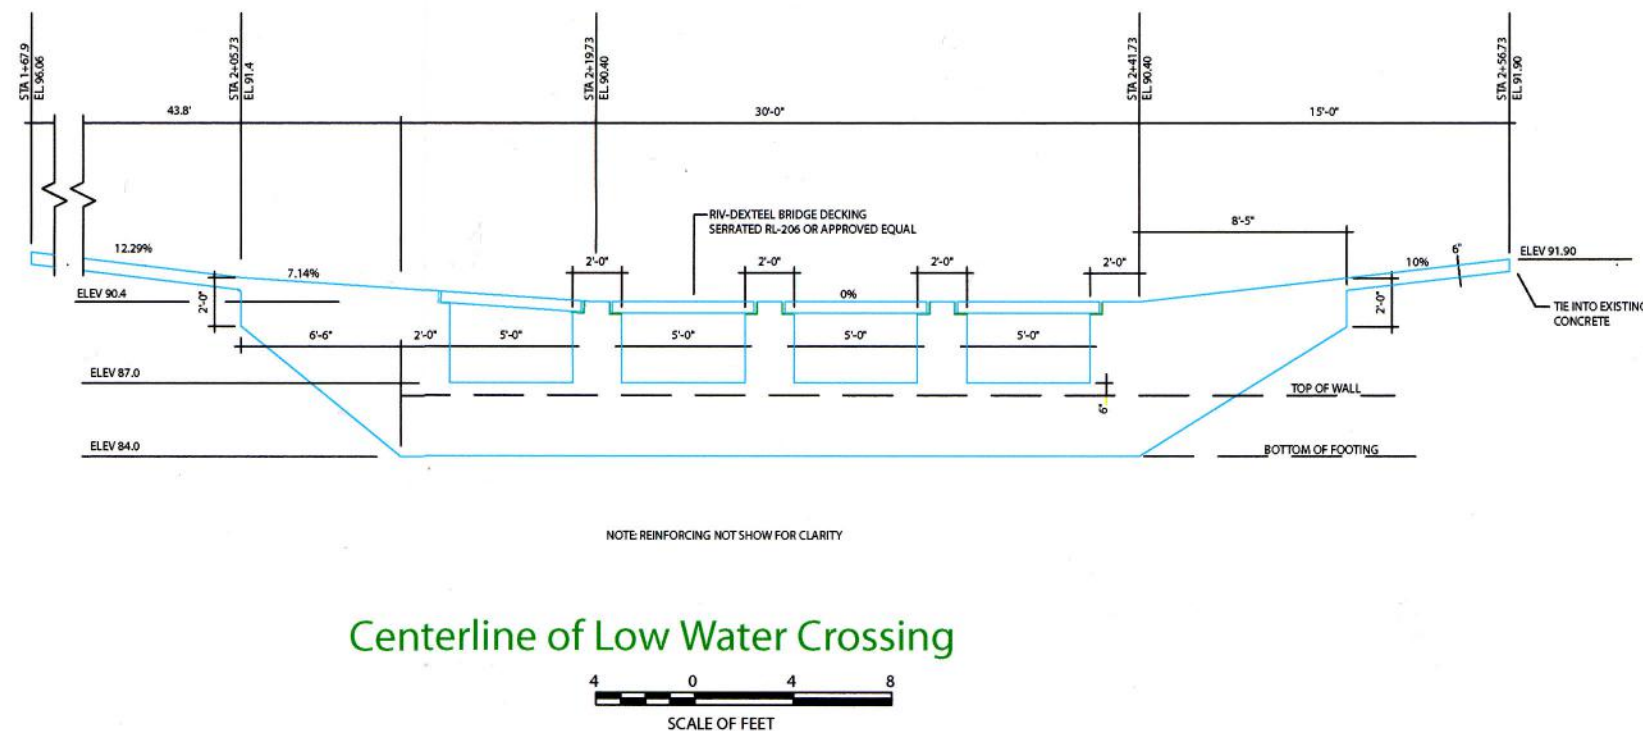 STA 1+67.9
EL 96.06
STA 2+05.73
EL 91.4
STA 2+19.73
EL 90.40
STA 2+41.73
EL 90.40
STA 2+56.73
EL 91.90
43.8'
30'-0"
15'-0"
RIV-DEXTEEL BRIDGE DECKING
SERRATED RL-206 OR APPROVED EQUAL
8'-5"
12.29%
7.14%
2'-0"
2'-0"
2'-0"
2'-0"
10%
6"
ELEV 91.90
ELEV 90.4
2'-0"
0%
2'-0"
TIE INTO EXISTING
CONCRETE
6'-6"
2'-0"
5'-0"
5'-0"
5'-0"
5'-0"
ELEV 87.0
6"
TOP OF WALL
ELEV 84.0
BOTTOM OF FOOTING
NOTE: REINFORCING NOT SHOW FOR CLARITY
Centerline of Low Water Crossing
4 0 4 8
SCALE OF FEET